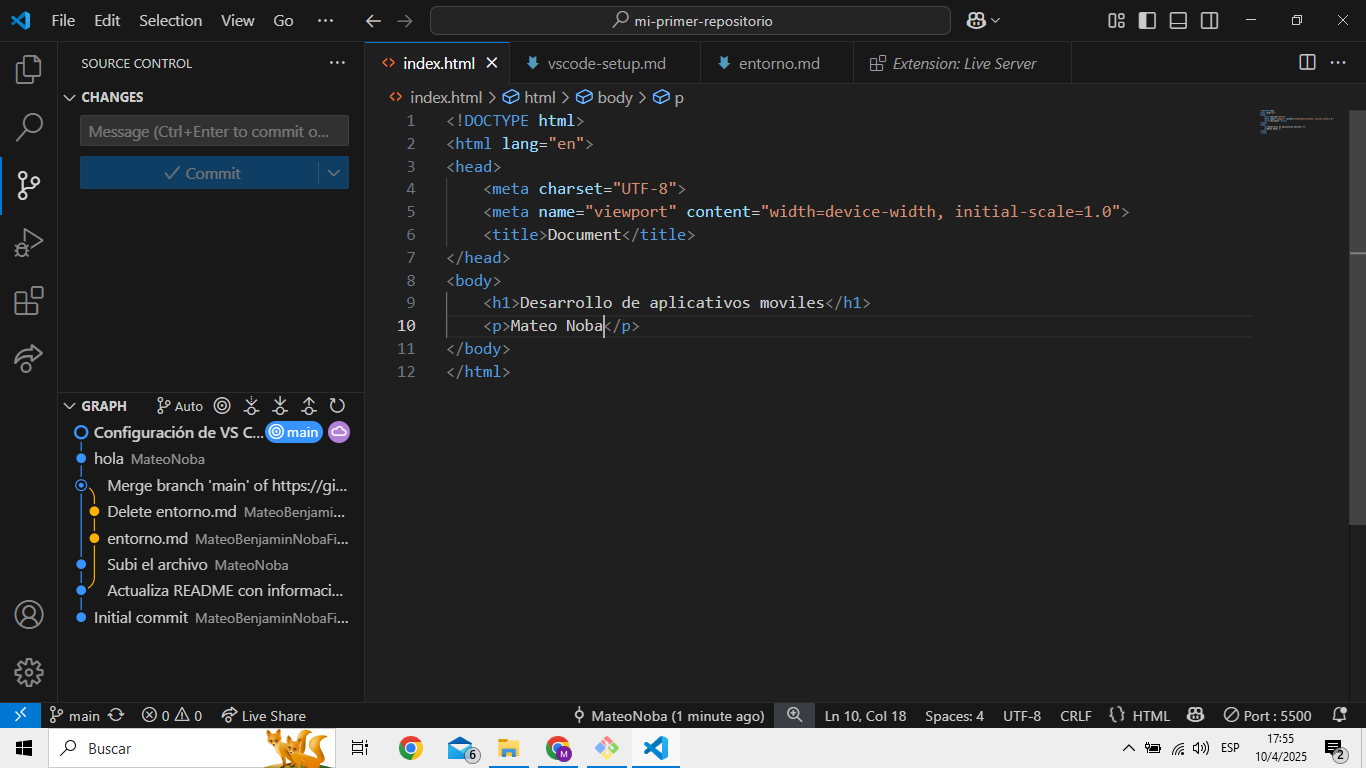 File Edit Selection View Go ···
mi-primer-repositorio
SOURCE CONTROL
CHANGES
Message (Ctrl+Enter to commit o...
Commit
GRAPH
Auto
Configuración de VS C... main
hola MateoNoba
Merge branch 'main' of https://gi...
Delete entorno.md MateoBenjami...
entorno.md MateoBenjaminNobaFi...
Subi el archivo MateoNoba
Actualiza README con informaci...
Initial commit MateoBenjaminNobaFi...
index.html vscode-setup.md entorno.md Extension: Live Server
index.html > html > body > p
1 <!DOCTYPE html>
2 <html lang="en">
3 <head>
4 <meta charset="UTF-8">
5 <meta name="viewport" content="width=device-width, initial-scale=1.0">
6 <title>Document</title>
7 </head>
8 <body>
9 <h1>Desarrollo de aplicativos moviles</h1>
10 <p>Mateo Noba</p>
11 </body>
12 </html>
main 0 0 Live Share MateoNoba (1 minute ago) Ln 10, Col 18 Spaces: 4 UTF-8 CRLF {} HTML Port : 5500
Buscar 6 M ESP 17:55
10/4/2025 2